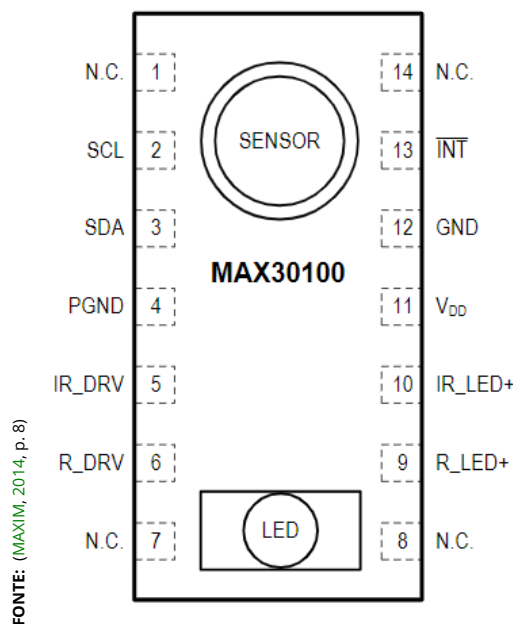 N.C. 1
SCL 2
SDA 3
PGND 4
IR_DRV 5
R_DRV 6
N.C. 7
SENSOR
MAX30100
LED
14 N.C.
13 I̅N̅T̅
12 GND
11 VDD
10 IR_LED+
9 R_LED+
8 N.C.
FONTE: (MAXIM, 2014, p. 8)